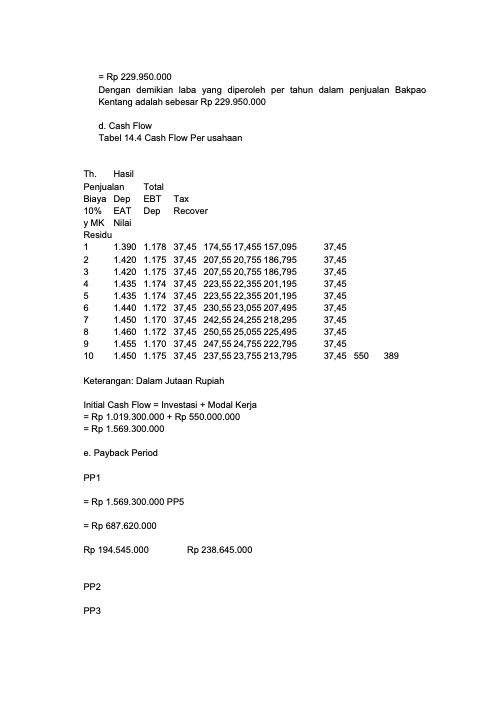 = Rp 229.950.000
Dengan demikian laba yang diperoleh per tahun dalam penjualan Bakpao
Kentang adalah sebesar Rp 229.950.000
d. Cash Flow
Tabel 14.4 Cash Flow Per usahaan
Th. Hasil
Penjualan Total
Biaya Dep EBT Tax
10% EAT Dep Recover
y MK Nilai
Residu
1 1.390 1.178 37,45 174,55 17,455 157,095 37,45
2 1.420 1.175 37,45 207,55 20,755 186,795 37,45
3 1.420 1.175 37,45 207,55 20,755 186,795 37,45
4 1.435 1.174 37,45 223,55 22,355 201,195 37,45
5 1.435 1.174 37,45 223,55 22,355 201,195 37,45
6 1.440 1.172 37,45 230,55 23,055 207,495 37,45
7 1.450 1.170 37,45 242,55 24,255 218,295 37,45
8 1.460 1.172 37,45 250,55 25,055 225,495 37,45
9 1.455 1.170 37,45 247,55 24,755 222,795 37,45
10 1.450 1.175 37,45 237,55 23,755 213,795 37,45 550 389
Keterangan: Dalam Jutaan Rupiah
Initial Cash Flow = Investasi + Modal Kerja
= Rp 1.019.300.000 + Rp 550.000.000
= Rp 1.569.300.000
e. Payback Period
PP1
= Rp 1.569.300.000 PP5
= Rp 687.620.000
Rp 194.545.000 Rp 238.645.000
PP2
PP3